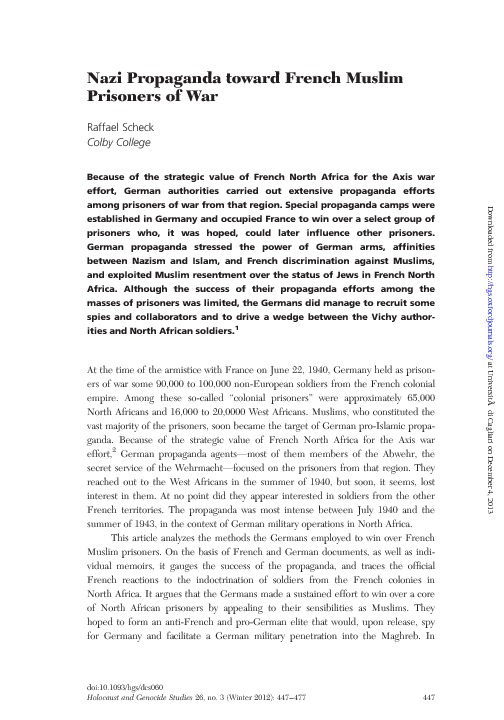 Nazi Propaganda toward French Muslim
Prisoners of War
Raffael Scheck
Colby College
Because of the strategic value of French North Africa for the Axis war
effort, German authorities carried out extensive propaganda efforts
among prisoners of war from that region. Special propaganda camps were
established in Germany and occupied France to win over a select group of
prisoners who, it was hoped, could later influence other prisoners.
German propaganda stressed the power of German arms, affinities
between Nazism and Islam, and French discrimination against Muslims,
and exploited Muslim resentment over the status of Jews in French North
Africa. Although the success of their propaganda efforts among the
masses of prisoners was limited, the Germans did manage to recruit some
spies and collaborators and to drive a wedge between the Vichy author-
ities and North African soldiers.1
At the time of the armistice with France on June 22, 1940, Germany held as prison-
ers of war some 90,000 to 100,000 non-European soldiers from the French colonial
empire. Among these so-called “colonial prisoners” were approximately 65,000
North Africans and 16,000 to 20,0000 West Africans. Muslims, who constituted the
vast majority of the prisoners, soon became the target of German pro-Islamic propa-
ganda. Because of the strategic value of French North Africa for the Axis war
effort,2 German propaganda agents—most of them members of the Abwehr, the
secret service of the Wehrmacht—focused on the prisoners from that region. They
reached out to the West Africans in the summer of 1940, but soon, it seems, lost
interest in them. At no point did they appear interested in soldiers from the other
French territories. The propaganda was most intense between July 1940 and the
summer of 1943, in the context of German military operations in North Africa.
This article analyzes the methods the Germans employed to win over French
Muslim prisoners. On the basis of French and German documents, as well as indi-
vidual memoirs, it gauges the success of the propaganda, and traces the official
French reactions to the indoctrination of soldiers from the French colonies in
North Africa. It argues that the Germans made a sustained effort to win over a core
of North African prisoners by appealing to their sensibilities as Muslims. They
hoped to form an anti-French and pro-German elite that would, upon release, spy
for Germany and facilitate a German military penetration into the Maghreb. In
doi:10.1093/hgs/dcs060
Holocaust and Genocide Studies 26, no. 3 (Winter 2012): 447–477 447
Downloaded from http://hgs.oxfordjournals.org/ at UniversitÃ  di Cagliari on December 4, 2013